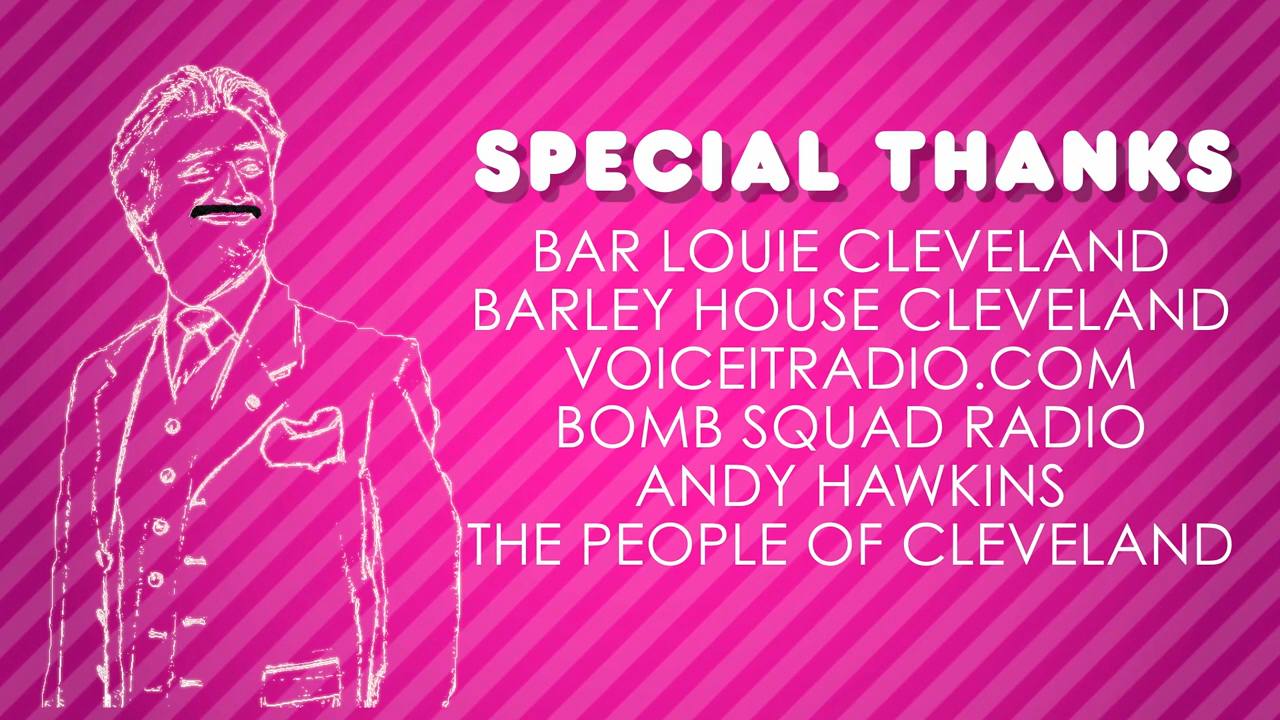 SPECIAL THANKS
BAR LOUIE CLEVELAND
BARLEY HOUSE CLEVELAND
VOICEITRADIO.COM
BOMB SQUAD RADIO
ANDY HAWKINS
THE PEOPLE OF CLEVELAND